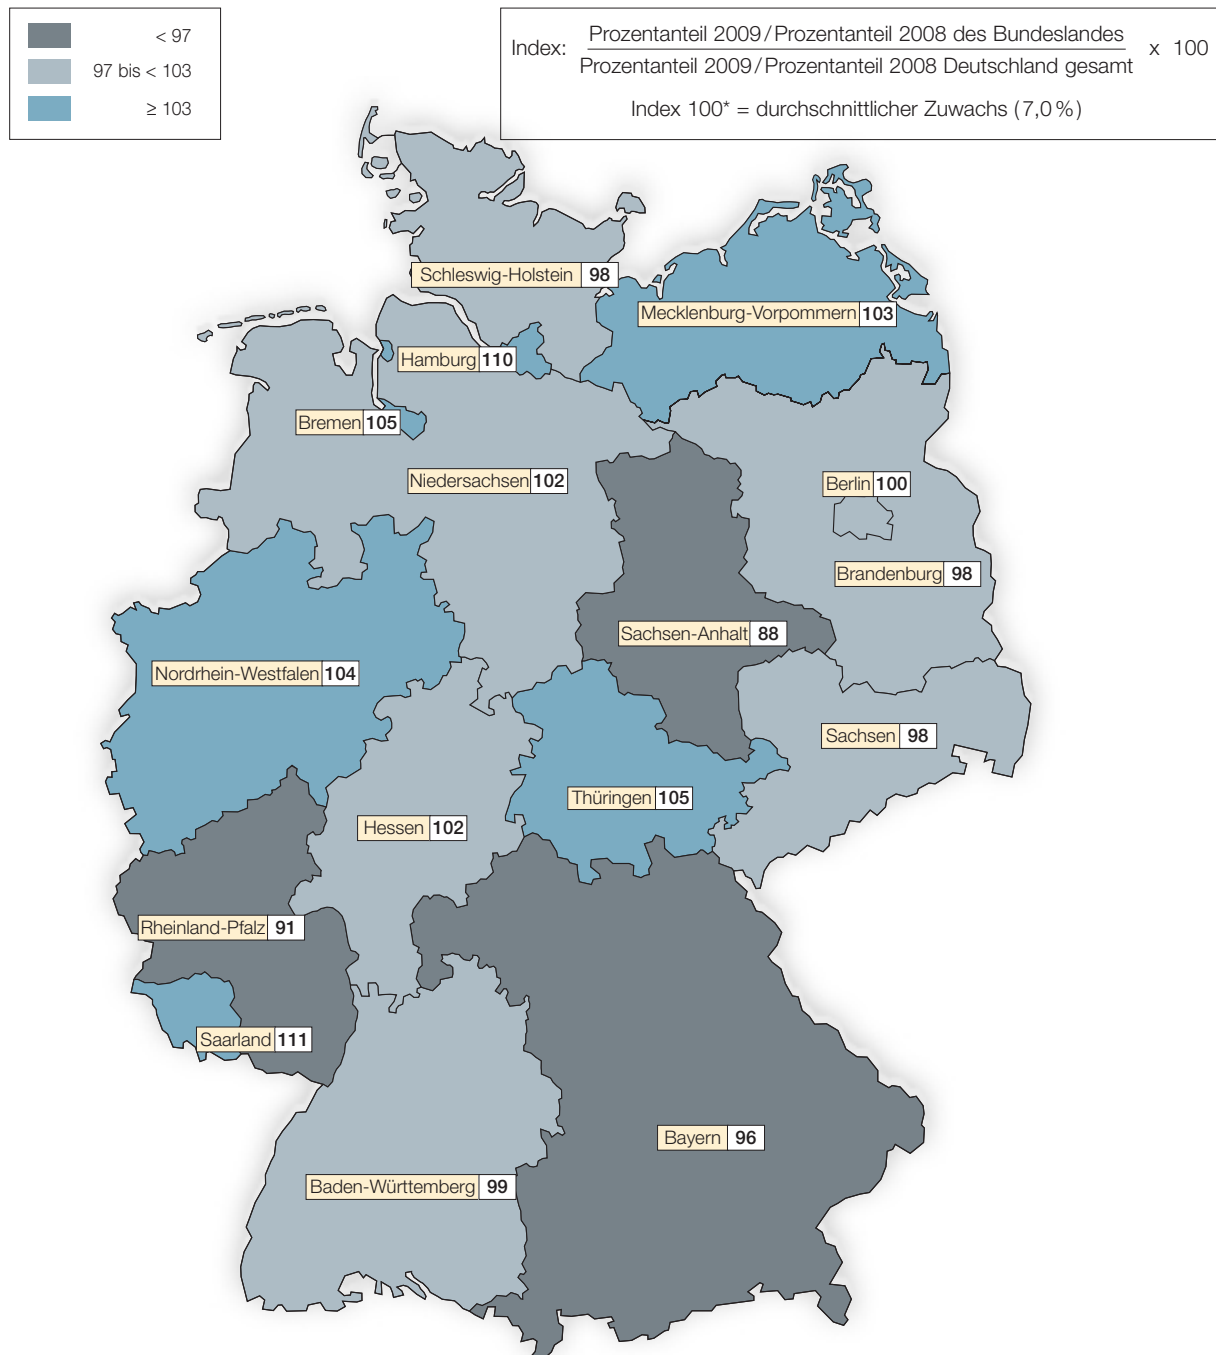 < 97
97 bis < 103
≥ 103
Index: Prozentanteil 2009/Prozentanteil 2008 des Bundeslandes x 100
Prozentanteil 2009/Prozentanteil 2008 Deutschland gesamt
Index 100* = durchschnittlicher Zuwachs (7,0%)
Schleswig-Holstein 98
Mecklenburg-Vorpommern 103
Hamburg 110
Bremen 105
Niedersachsen 102
Berlin 100
Brandenburg 98
Sachsen-Anhalt 88
Nordrhein-Westfalen 104
Sachsen 98
Thüringen 105
Hessen 102
Rheinland-Pfalz 91
Saarland 111
Bayern 96
Baden-Württemberg 99